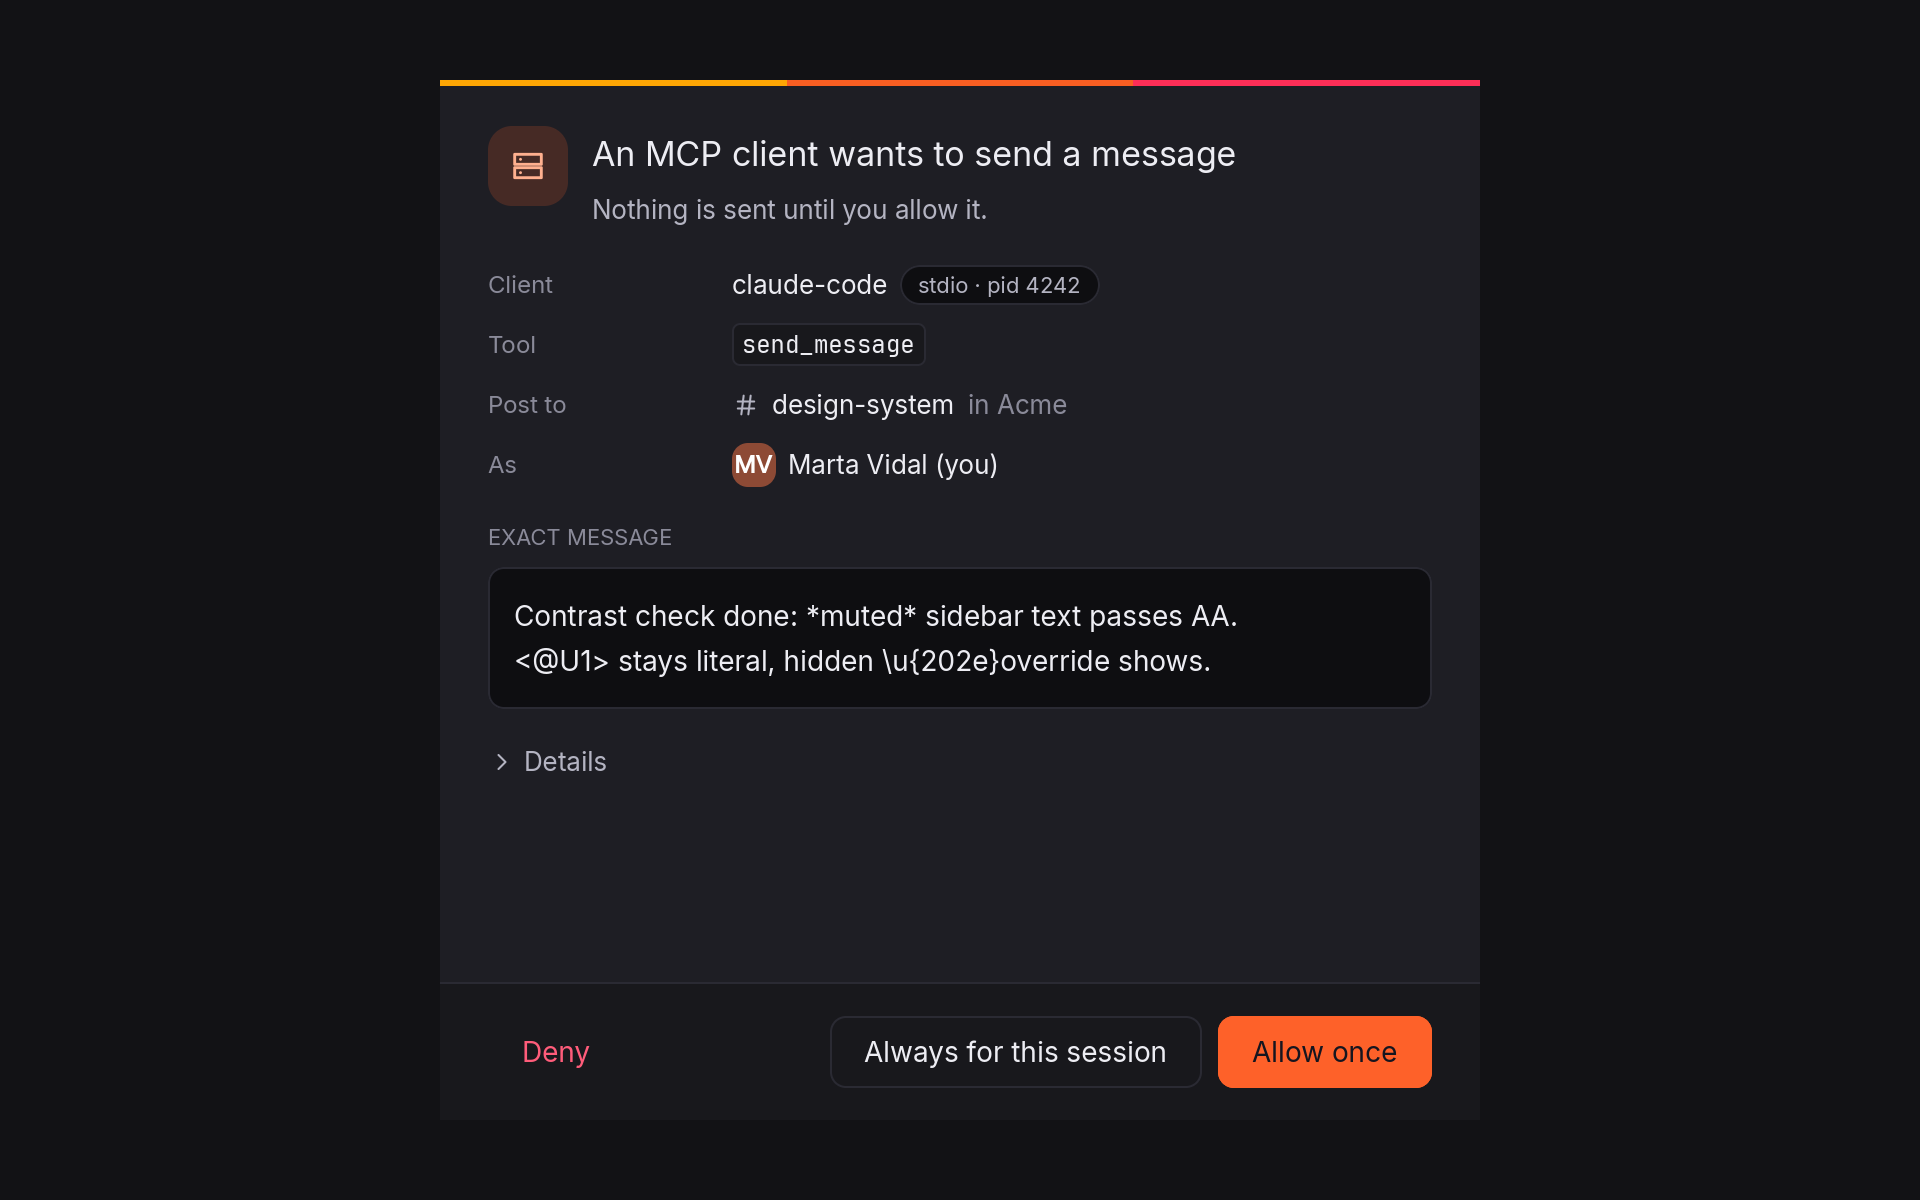 An MCP client wants to send a message
Nothing is sent until you allow it.
Client claude-code stdio · pid 4242
Tool send_message
Post to # design-system in Acme
As MV Marta Vidal (you)
EXACT MESSAGE
Contrast check done: *muted* sidebar text passes AA.
<@U1> stays literal, hidden \u{202e}override shows.
Details
Deny Always for this session Allow once